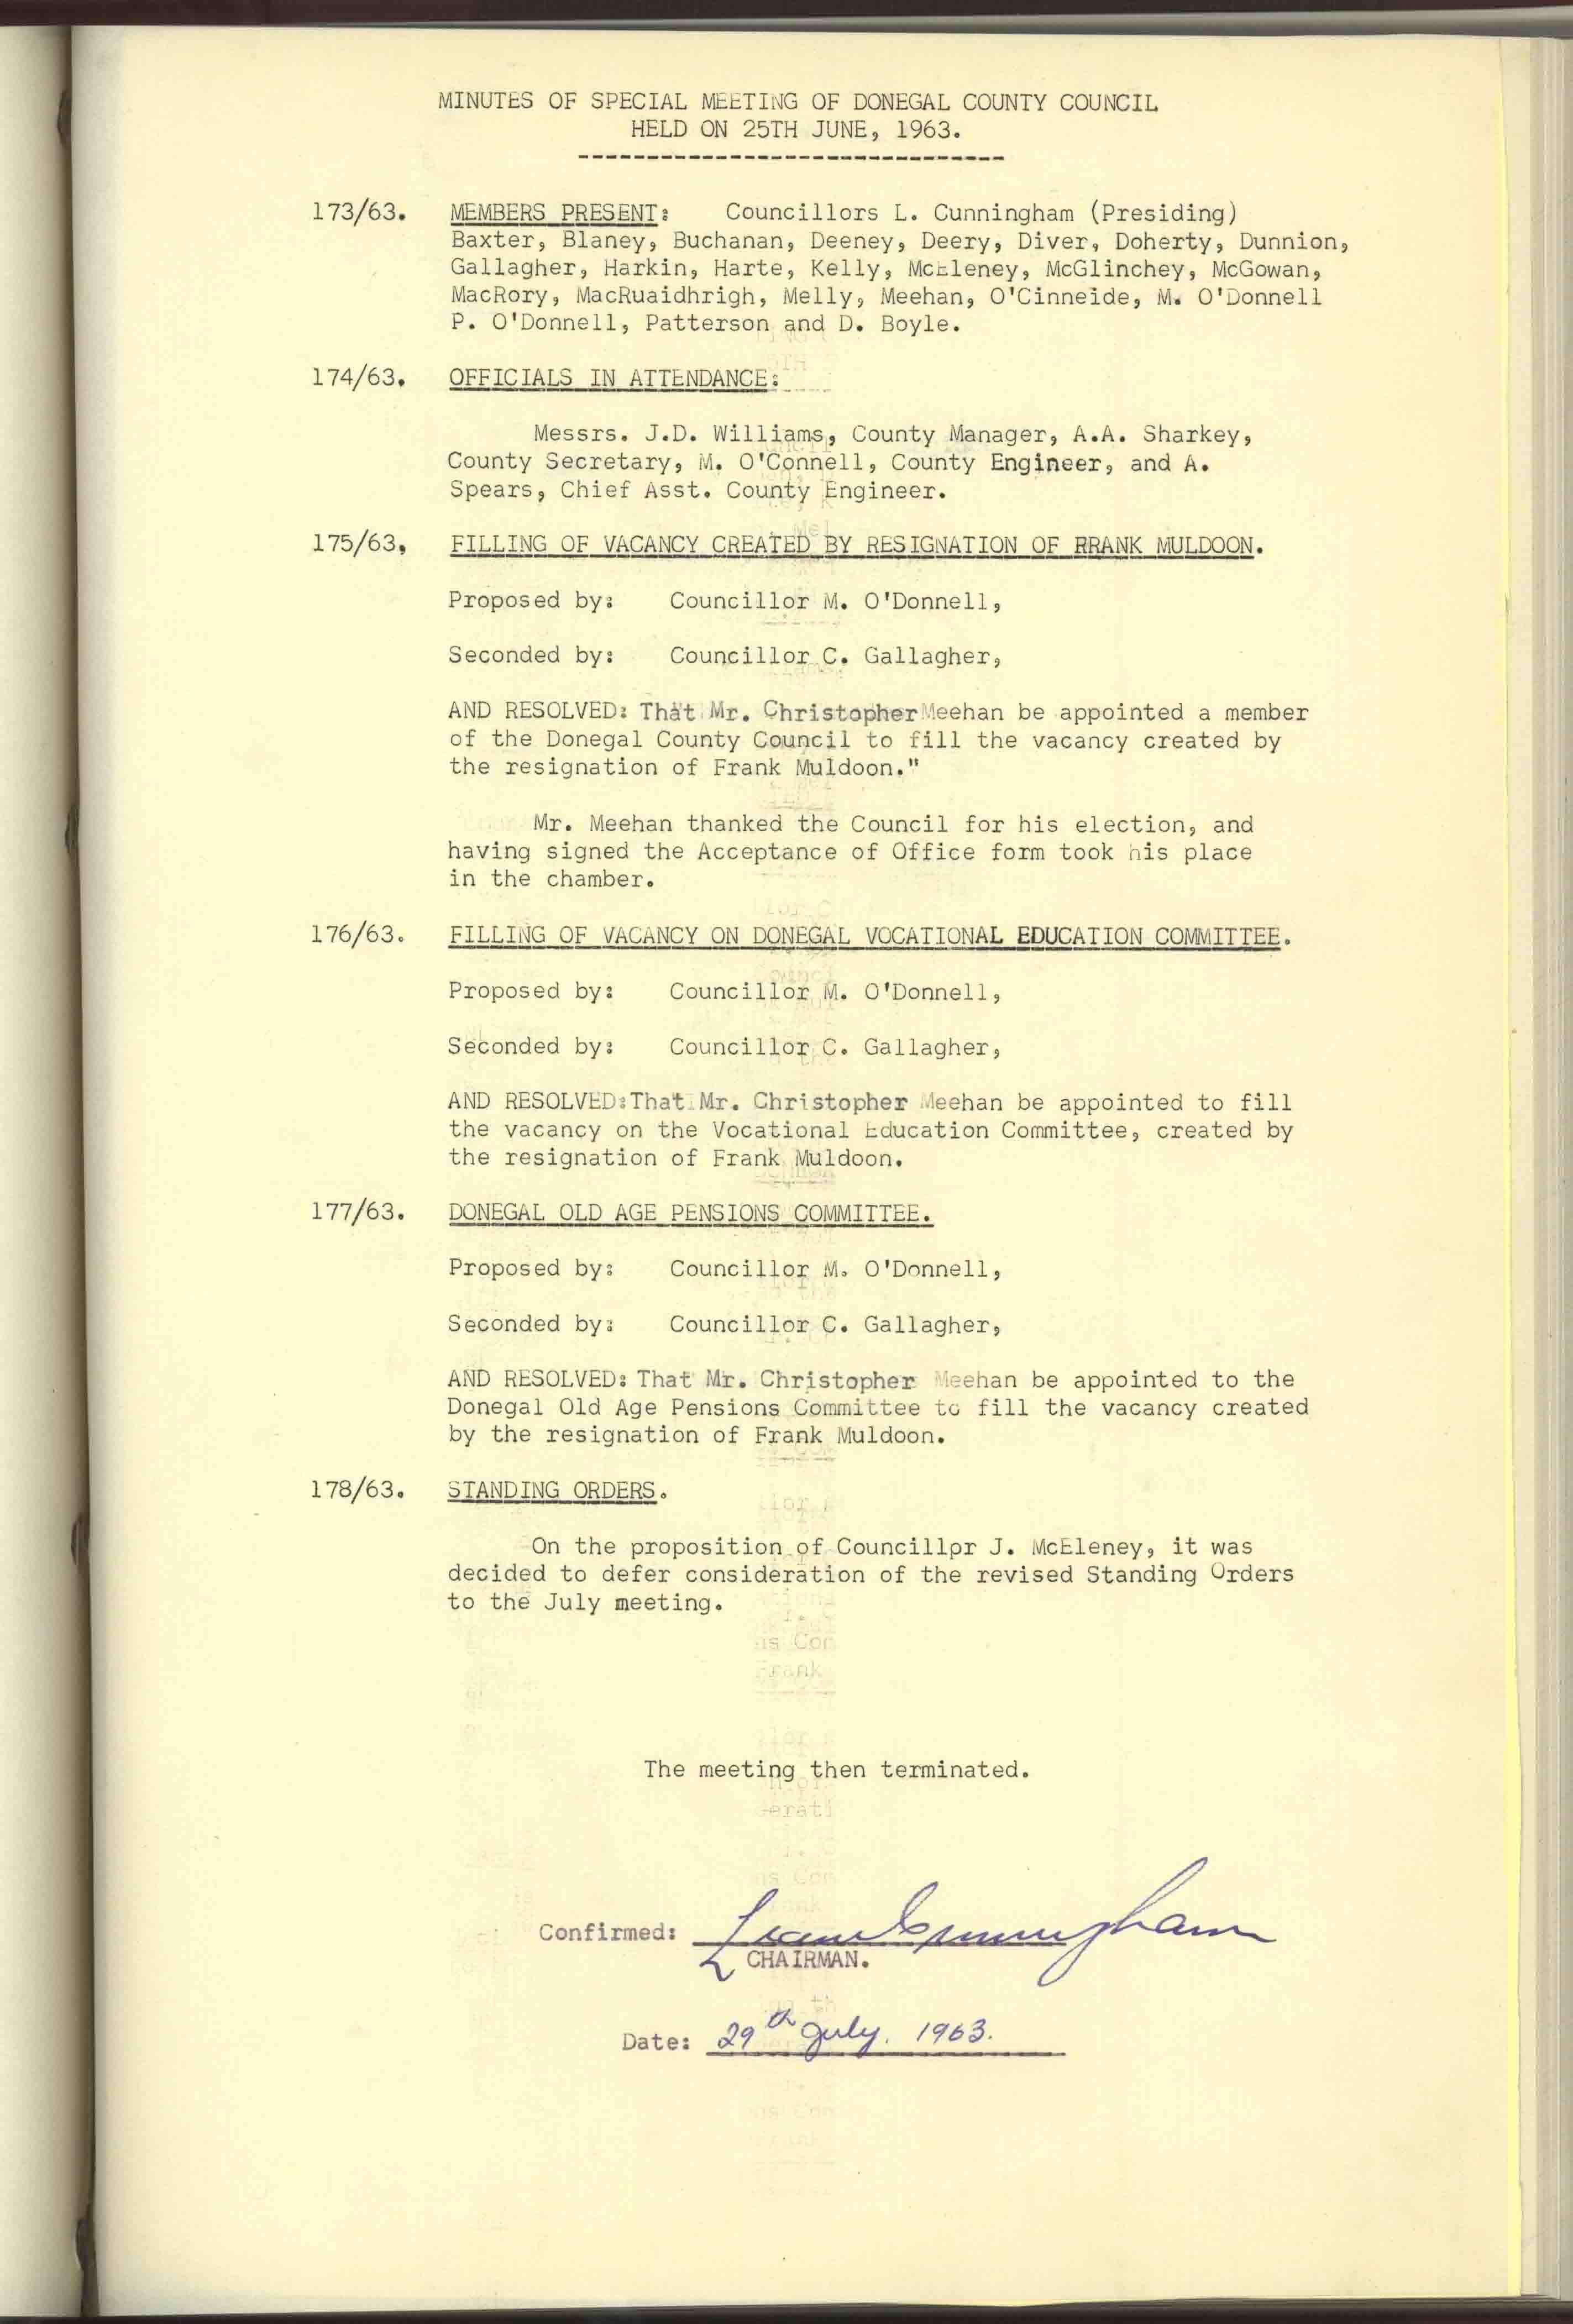 MINUTES OF SPECIAL MEETING OF DONEGAL COUNTY COUNCIL
HELD ON 25TH JUNE, 1963.
-------------------------------
173/63. MEMBERS PRESENT: Councillors L. Cunningham (Presiding)
Baxter, Blaney, Buchanan, Deeney, Deery, Diver, Doherty, Dunnion,
Gallagher, Harkin, Harte, Kelly, McEleney, McGlinchey, McGowan,
MacRory, MacRuaidhrigh, Melly, Meehan, O'Cinneide, M. O'Donnell
P. O'Donnell, Patterson and D. Boyle.
174/63. OFFICIALS IN ATTENDANCE:
Messrs. J.D. Williams, County Manager, A.A. Sharkey,
County Secretary, M. O'Connell, County Engineer, and A.
Spears, Chief Asst. County Engineer.
175/63, FILLING OF VACANCY CREATED BY RESIGNATION OF RRANK MULDOON.
Proposed by: Councillor M. O'Donnell,
Seconded by: Councillor C. Gallagher,
AND RESOLVED: That Mr. Christopher Meehan be appointed a member
of the Donegal County Council to fill the vacancy created by
the resignation of Frank Muldoon."
Mr. Meehan thanked the Council for his election, and
having signed the Acceptance of Office form took his place
in the chamber.
176/63. FILLING OF VACANCY ON DONEGAL VOCATIONAL EDUCATION COMMITTEE.
Proposed by: Councillor M. O'Donnell,
Seconded by: Councillor C. Gallagher,
AND RESOLVED:That Mr. Christopher Meehan be appointed to fill
the vacancy on the Vocational Education Committee, created by
the resignation of Frank Muldoon.
177/63. DONEGAL OLD AGE PENSIONS COMMITTEE.
Proposed by: Councillor M. O'Donnell,
Seconded by: Councillor C. Gallagher,
AND RESOLVED: That Mr. Christopher Meehan be appointed to the
Donegal Old Age Pensions Committee to fill the vacancy created
by the resignation of Frank Muldoon.
178/63. STANDING ORDERS.
On the proposition of Councillpr J. McEleney, it was
decided to defer consideration of the revised Standing Orders
to the July meeting.
The meeting then terminated.
Confirmed: Liam Cunningham
CHAIRMAN.
Date: 29th July. 1963.